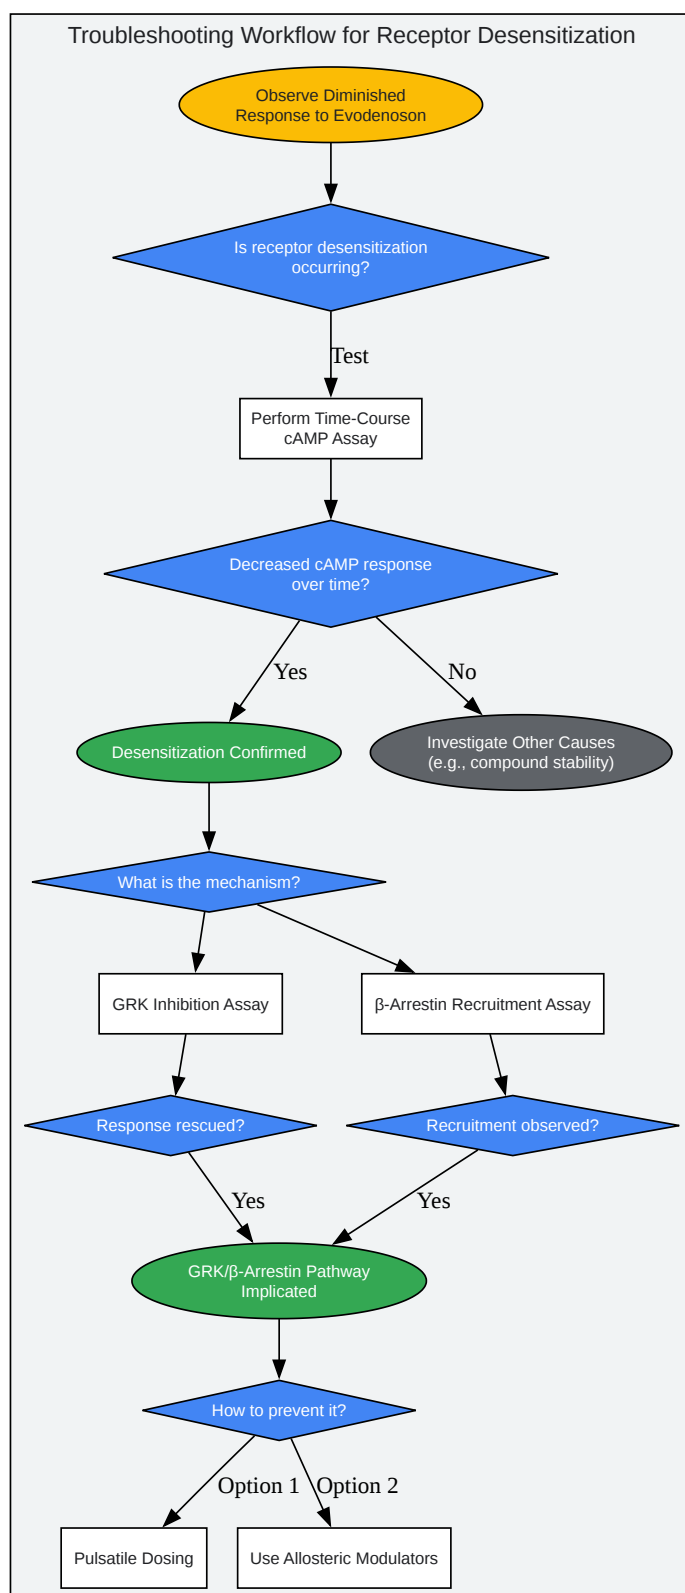 Troubleshooting Workflow for Receptor Desensitization
Observe Diminished
Response to Evodenoson
Is receptor desensitization
occurring?
Test
Perform Time-Course
cAMP Assay
Decreased cAMP response
over time?
Yes
No
Desensitization Confirmed
Investigate Other Causes
(e.g., compound stability)
What is the mechanism?
GRK Inhibition Assay
β-Arrestin Recruitment Assay
Response rescued?
Recruitment observed?
Yes
Yes
GRK/β-Arrestin Pathway
Implicated
How to prevent it?
Option 1
Option 2
Pulsatile Dosing
Use Allosteric Modulators